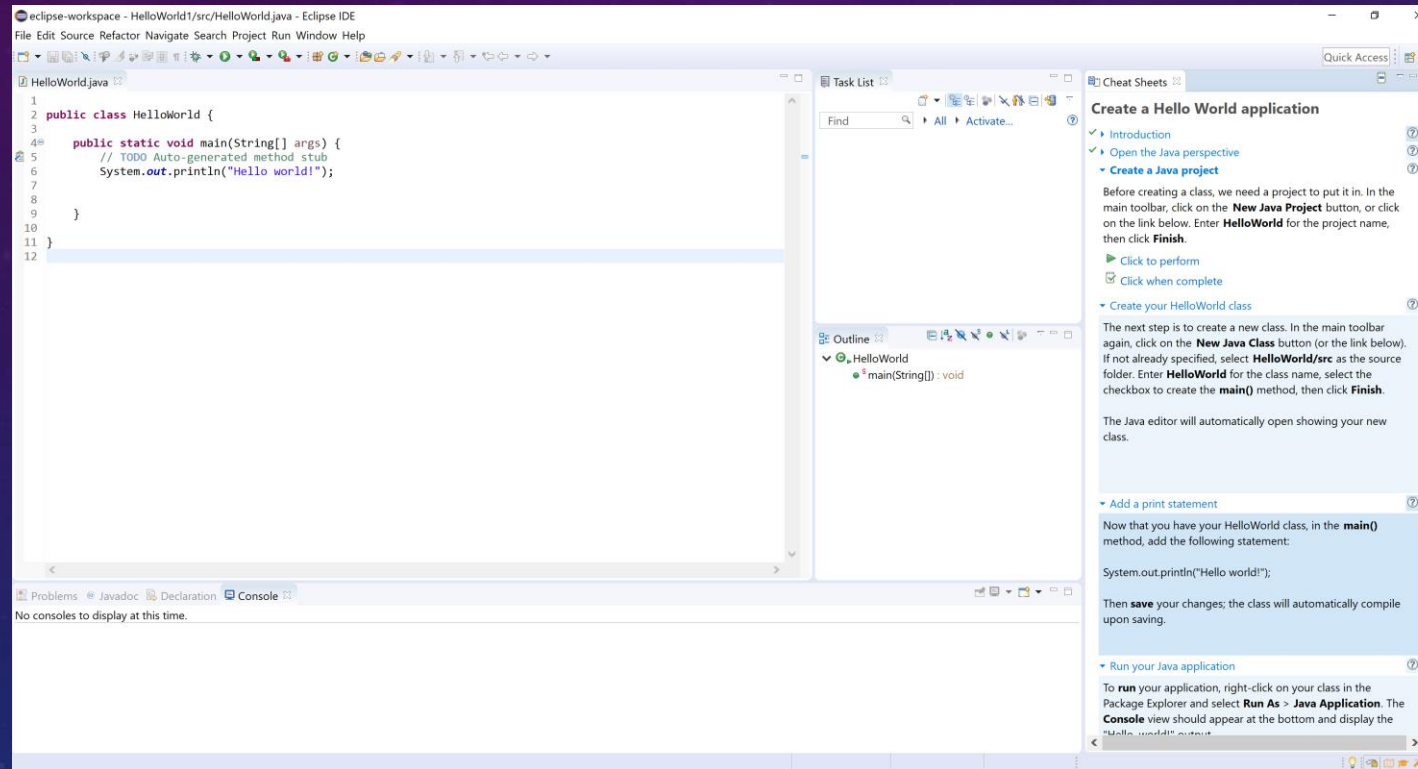 eclipse-workspace - HelloWorld1/src/HelloWorld.java - Eclipse IDE
File Edit Source Refactor Navigate Search Project Run Window Help
Quick Access
HelloWorld.java
1
2 public class HelloWorld {
3
4 public static void main(String[] args) {
5 // TODO Auto-generated method stub
6 System.out.println("Hello world!");
7
8
9 }
10
11 }
12
Task List
Find All Activate...
Outline
HelloWorld
main(String[]) : void
Cheat Sheets
Create a Hello World application
Introduction
Open the Java perspective
Create a Java project
Before creating a class, we need a project to put it in. In the
main toolbar, click on the New Java Project button, or click
on the link below. Enter HelloWorld for the project name,
then click Finish.
Click to perform
Click when complete
Create your HelloWorld class
The next step is to create a new class. In the main toolbar
again, click on the New Java Class button (or the link below).
If not already specified, select HelloWorld/src as the source
folder. Enter HelloWorld for the class name, select the
checkbox to create the main() method, then click Finish.
The Java editor will automatically open showing your new
class.
Add a print statement
Now that you have your HelloWorld class, in the main()
method, add the following statement:
System.out.println("Hello world!");
Then save your changes; the class will automatically compile
upon saving.
Run your Java application
To run your application, right-click on your class in the
Package Explorer and select Run As > Java Application. The
Console view should appear at the bottom and display the
"Hello, world!" output
Problems Javadoc Declaration Console
No consoles to display at this time.